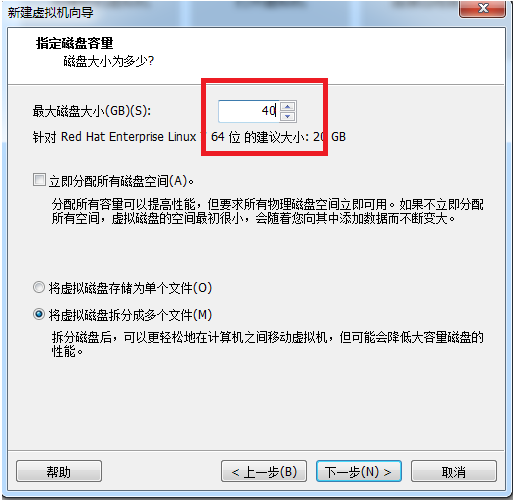 新建虚拟机向导
指定磁盘容量
磁盘大小为多少?
最大磁盘大小(GB)(S):
40
针对 Red Hat Enterprise Linux 7 64 位 的建议大小: 20 GB
立即分配所有磁盘空间(A)。
分配所有容量可以提高性能，但要求所有物理磁盘空间立即可用。如果不立即分配
所有空间，虚拟磁盘的空间最初很小，会随着您向其中添加数据而不断变大。
将虚拟磁盘存储为单个文件(O)
将虚拟磁盘拆分成多个文件(M)
拆分磁盘后，可以更轻松地在计算机之间移动虚拟机，但可能会降低大容量磁盘的
性能。
帮助
< 上一步(B)
下一步(N) >
取消